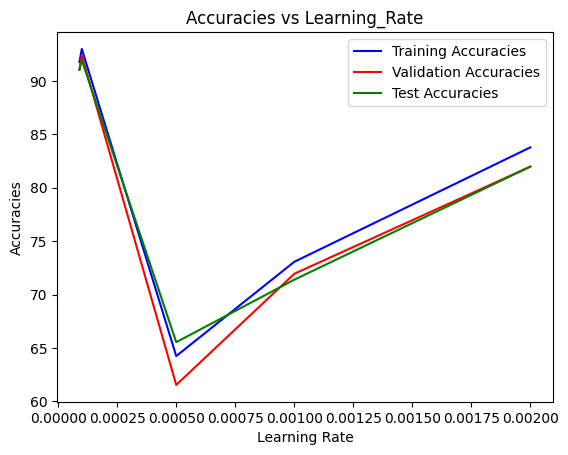 Accuracies vs Learning_Rate
Training Accuracies
Validation Accuracies
Test Accuracies
Accuracies
90
85
80
75
70
65
60
0.00000 0.00025 0.00050 0.00075 0.00100 0.00125 0.00150 0.00175 0.00200
Learning Rate